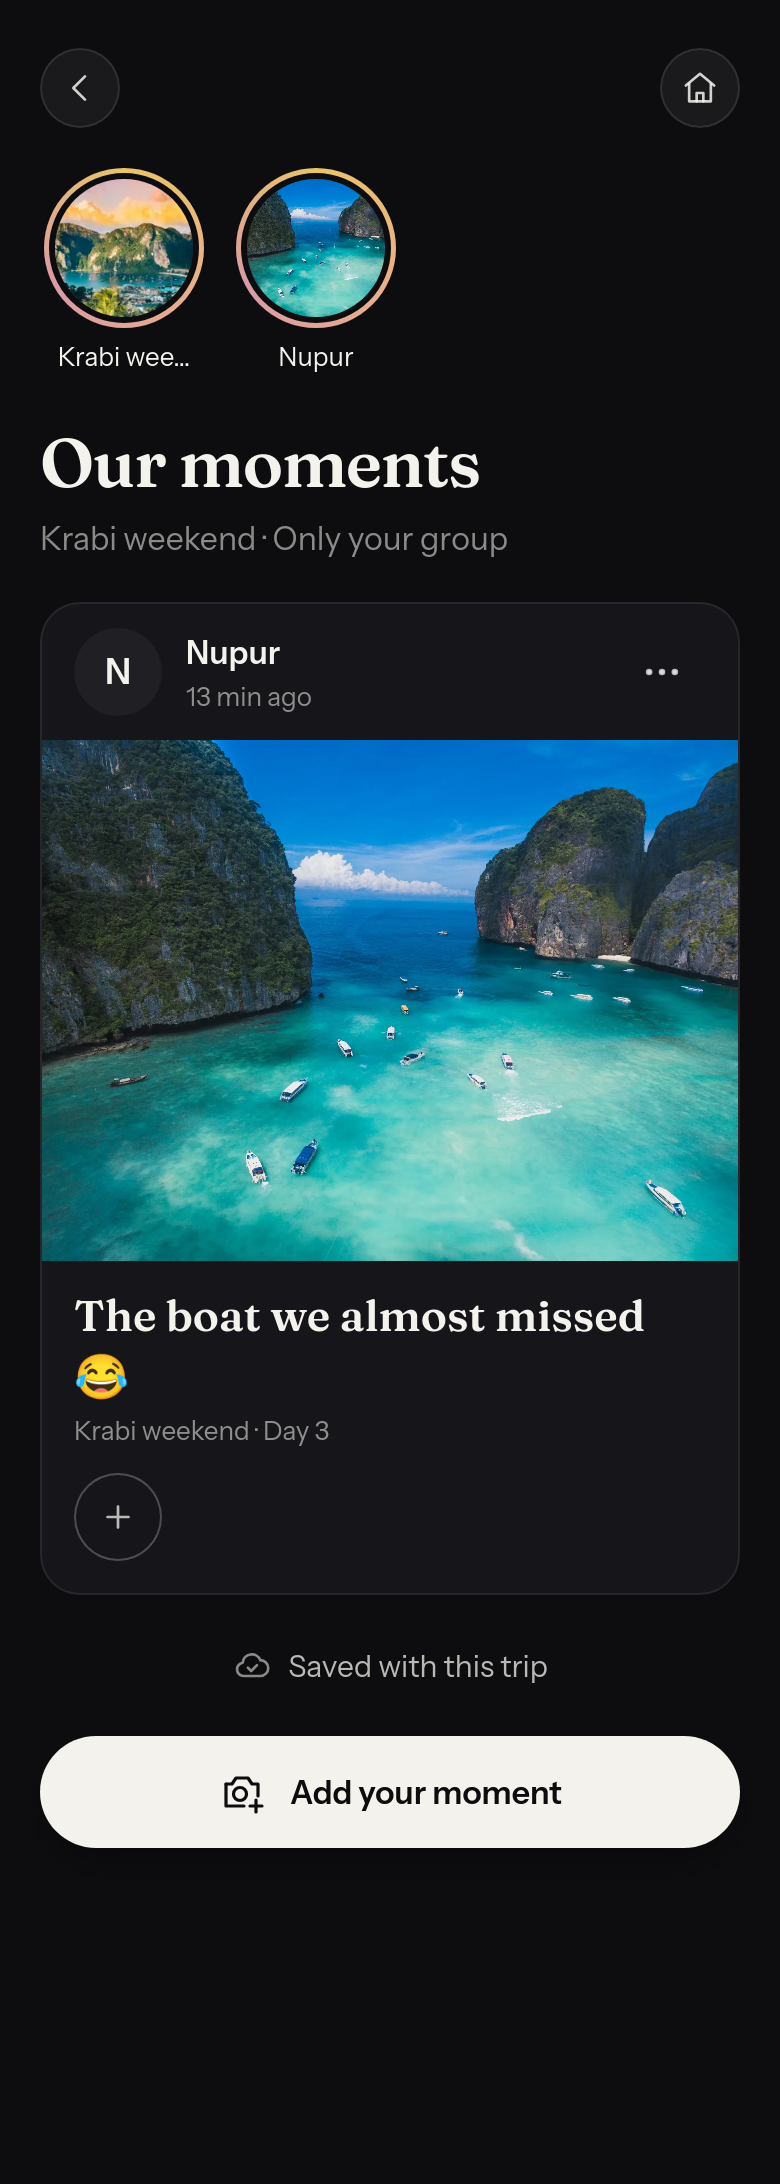 Krabi wee...
Nupur
Our moments
Krabi weekend · Only your group
N
Nupur
13 min ago
The boat we almost missed
😂
Krabi weekend · Day 3
Saved with this trip
Add your moment